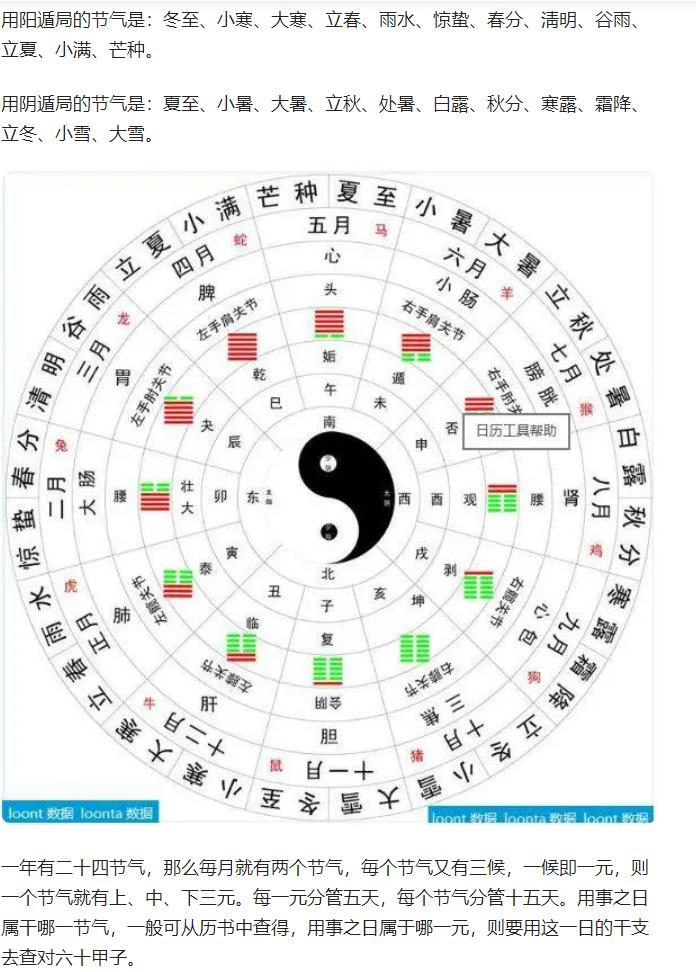 用阳遁局的节气是：冬至、小寒、大寒、立春、雨水、惊蛰、春分、清明、谷雨、
立夏、小满、芒种。
用阴遁局的节气是：夏至、小暑、大暑、立秋、处暑、白露、秋分、寒露、霜降、
立冬、小雪、大雪。
芒种
夏至
小暑
大暑
立秋
处暑
白露
秋分
寒露
霜降
立冬
小雪
大雪
冬至
小寒
大寒
立春
雨水
惊蛰
春分
清明
谷雨
立夏
小满
五月
马
六月
羊
七月
猴
八月
鸡
九月
狗
十月
猪
十一月
鼠
十二月
牛
正月
虎
二月
兔
三月
龙
四月
蛇
心
小肠
膀胱
肾
心包
三焦
胆
肝
肺
大肠
胃
脾
头
右手肩关节
右手肘关
腰
右髋关节
右膝关节
会阴
左膝关节
左髋关节
腰
左手肘关节
左手肩关节
姤
遁
否
观
剥
坤
复
临
泰
大壮
夬
乾
午
未
申
酉
戌
亥
子
丑
寅
卯
辰
巳
南
西
北
东
日历工具帮助
loont 数据 loonta 数据
loont 数据 loonta 数据 loont 数据
一年有二十四节气，那么每月就有两个节气，每个节气又有三候，一候即一元，则
一个节气就有上、中、下三元。每一元分管五天，每个节气分管十五天。用事之日
属于哪一节气，一般可从历书中查得，用事之日属于哪一元，则要用这一日的干支
去查对六十甲子。